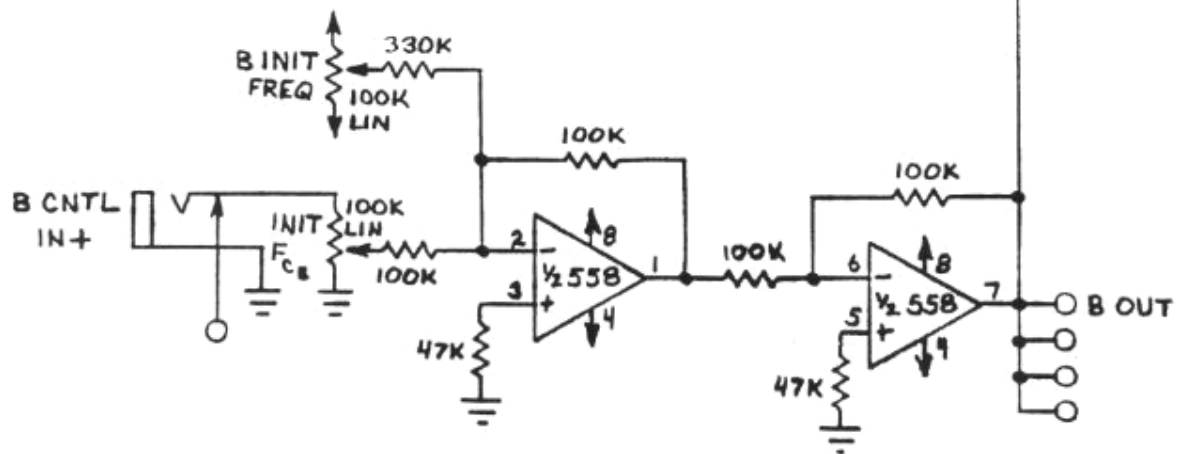 B INIT
FREQ
330K
100K
LIN
100K
100K
B CNTL
IN+
INIT
F C B
100K
LIN
100K
2
−
8
½ 558
1
3
+
4
47K
100K
6
−
8
½ 558
7
5
+
4
47K
B OUT